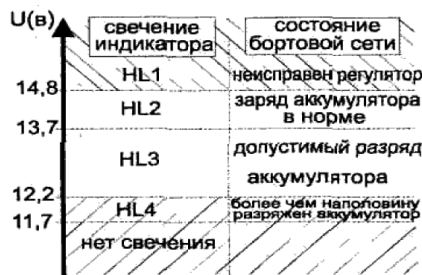 U(в)
свечение индикатора
состояние бортовой сети
HL1
неисправен регулятор
14,8
HL2
заряд аккумулятора в норме
13,7
HL3
допустимый разряд аккумулятора
12,2
HL4
более чем наполовину разряжен аккумулятор
11,7
нет свечения